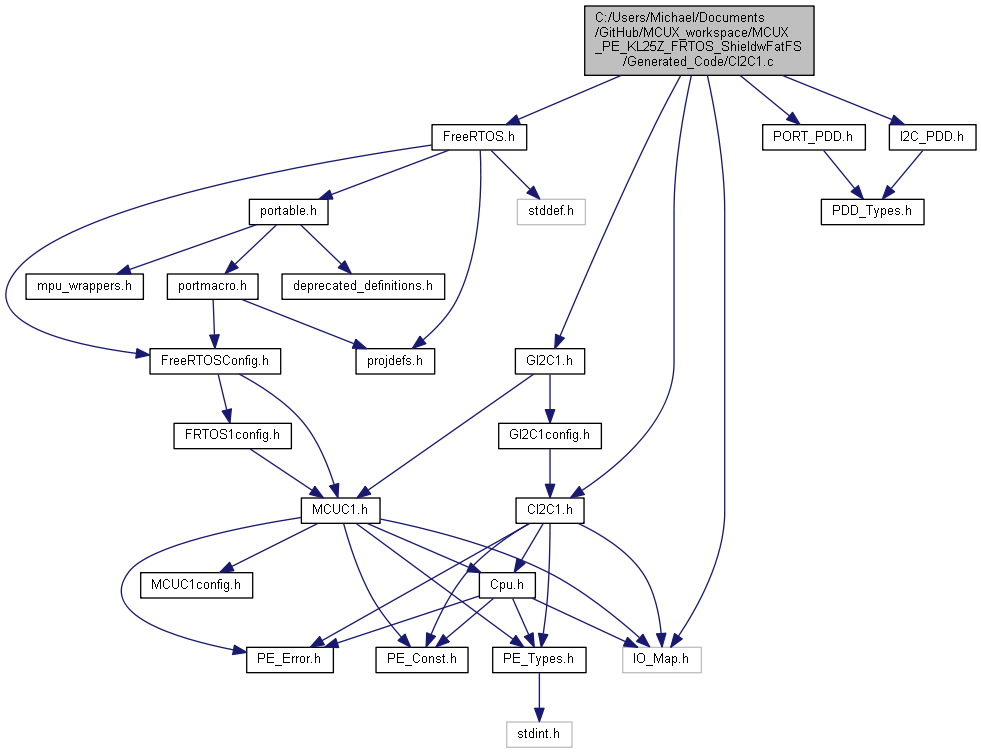 C:/Users/Michael/Documents
/GitHub/MCUX_workspace/MCUX
_PE_KL25Z_FRTOS_ShieldwFatFS
/Generated_Code/CI2C1.c
FreeRTOS.h
PORT_PDD.h
I2C_PDD.h
portable.h
stddef.h
PDD_Types.h
mpu_wrappers.h
portmacro.h
deprecated_definitions.h
FreeRTOSConfig.h
projdefs.h
GI2C1.h
FRTOS1config.h
GI2C1config.h
MCUC1.h
CI2C1.h
MCUC1config.h
Cpu.h
PE_Error.h
PE_Const.h
PE_Types.h
IO_Map.h
stdint.h